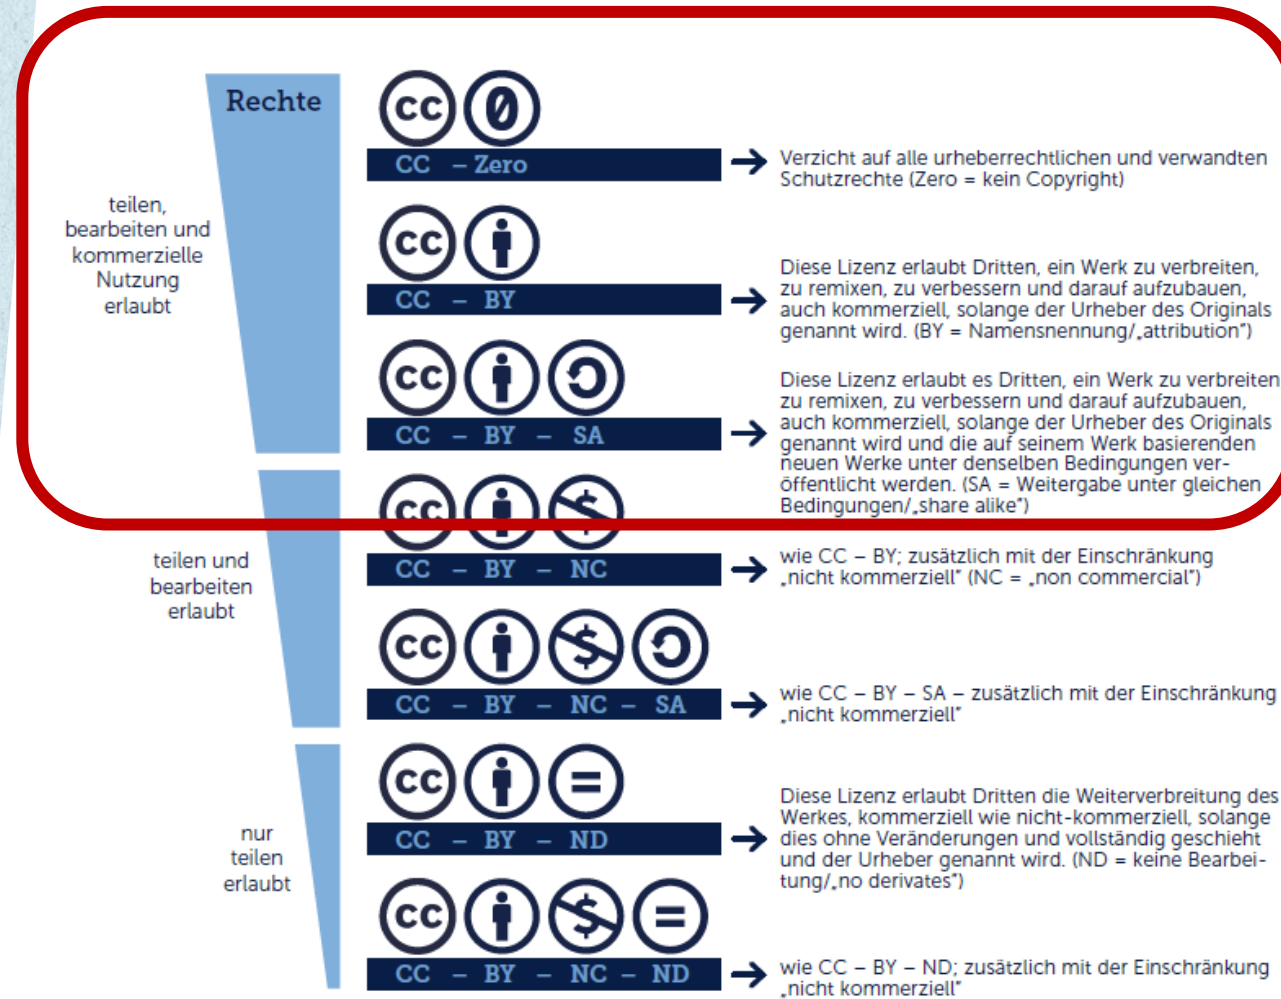 Rechte
teilen,
bearbeiten und
kommerzielle
Nutzung
erlaubt
cc 0
CC – Zero
Verzicht auf alle urheberrechtlichen und verwandten
Schutzrechte (Zero = kein Copyright)
cc
CC – BY
Diese Lizenz erlaubt Dritten, ein Werk zu verbreiten,
zu remixen, zu verbessern und darauf aufzubauen,
auch kommerziell, solange der Urheber des Originals
genannt wird. (BY = Namensnennung/„attribution“)
cc
CC – BY – SA
Diese Lizenz erlaubt es Dritten, ein Werk zu verbreiten
zu remixen, zu verbessern und darauf aufzubauen,
auch kommerziell, solange der Urheber des Originals
genannt wird und die auf seinem Werk basierenden
neuen Werke unter denselben Bedingungen ver-
öffentlicht werden. (SA = Weitergabe unter gleichen
Bedingungen/„share alike“)
teilen und
bearbeiten
erlaubt
cc $
CC – BY – NC
wie CC – BY; zusätzlich mit der Einschränkung
„nicht kommerziell“ (NC = „non commercial“)
cc $
CC – BY – NC – SA
wie CC – BY – SA – zusätzlich mit der Einschränkung
„nicht kommerziell“
nur
teilen
erlaubt
cc =
CC – BY – ND
Diese Lizenz erlaubt Dritten die Weiterverbreitung des
Werkes, kommerziell wie nicht-kommerziell, solange
dies ohne Veränderungen und vollständig geschieht
und der Urheber genannt wird. (ND = keine Bearbei-
tung/„no derivates“)
cc $ =
CC – BY – NC – ND
wie CC – BY – ND; zusätzlich mit der Einschränkung
„nicht kommerziell“